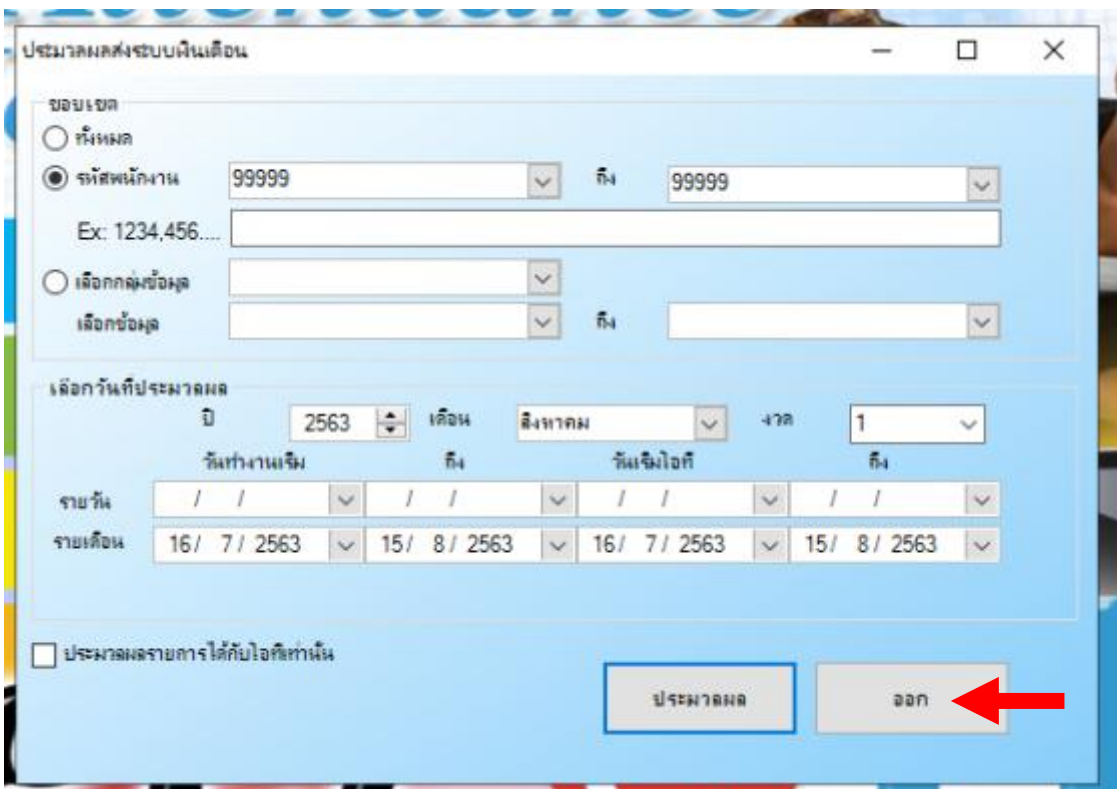 ประมวลผลส่งระบบเงินเดือน
ขอบเขต
ทั้งหมด
รหัสพนักงาน 99999 ถึง 99999
Ex: 1234,456....
เลือกกลุ่มข้อมูล
เลือกข้อมูล ถึง
เลือกวันที่ประมวลผล
ปี 2563 เดือน สิงหาคม งวด 1
วันทำงานเริ่ม ถึง วันเริ่มโอที ถึง
รายวัน / / / / / / / /
รายเดือน 16/ 7/ 2563 15/ 8/ 2563 16/ 7/ 2563 15/ 8/ 2563
ประมวลผลรายการได้กับโอทีเท่านั้น
ประมวลผล ออก